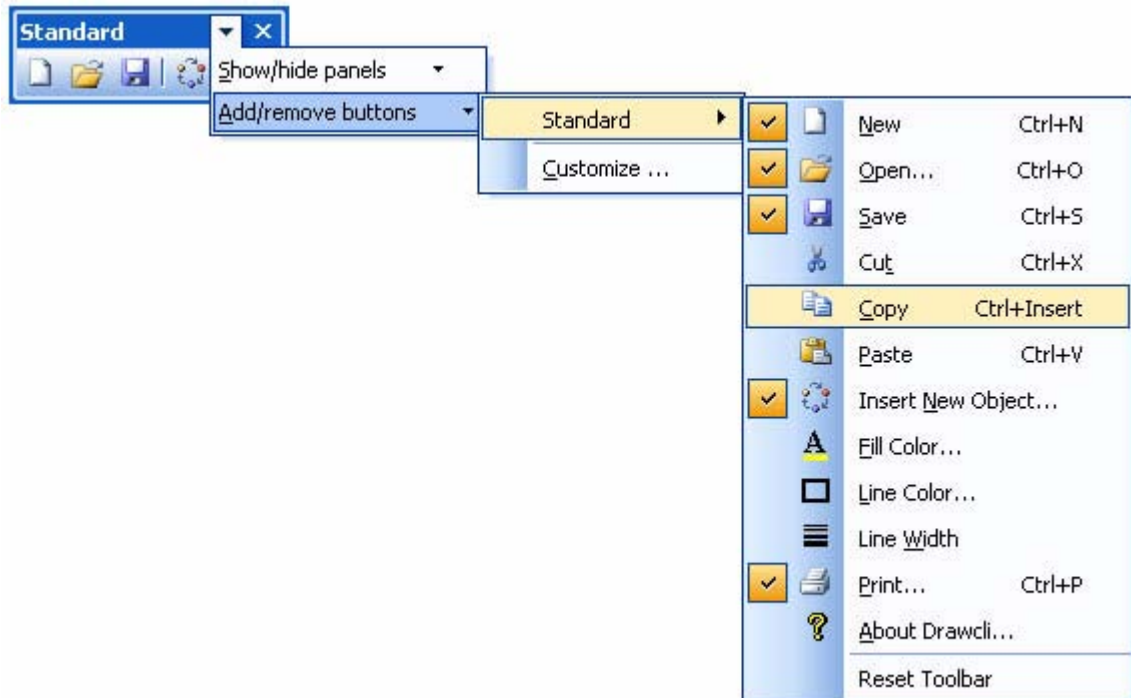 Standard
Show/hide panels
Add/remove buttons
Standard
Customize ...
New Ctrl+N
Open... Ctrl+O
Save Ctrl+S
Cut Ctrl+X
Copy Ctrl+Insert
Paste Ctrl+V
Insert New Object...
Fill Color...
Line Color...
Line Width
Print... Ctrl+P
About Drawcli...
Reset Toolbar